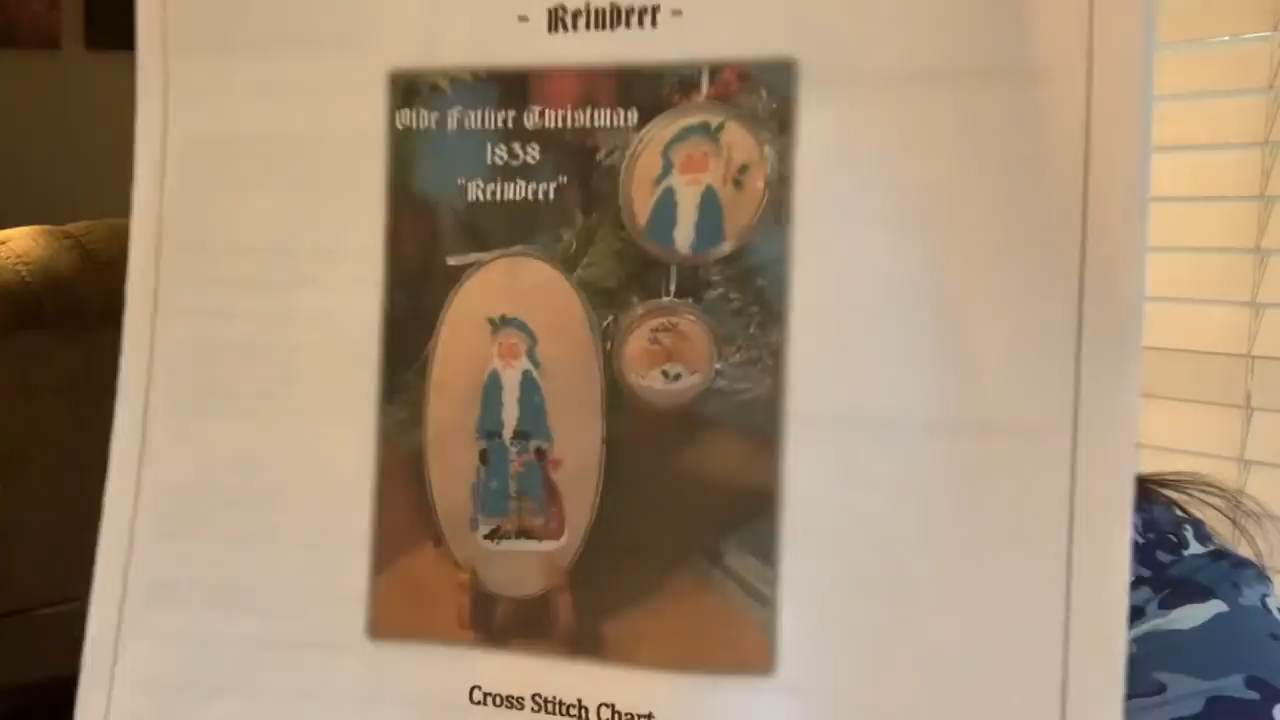 - Reindeer -
Olde Father Christmas
1838
"Reindeer"
Cross Stitch Chart